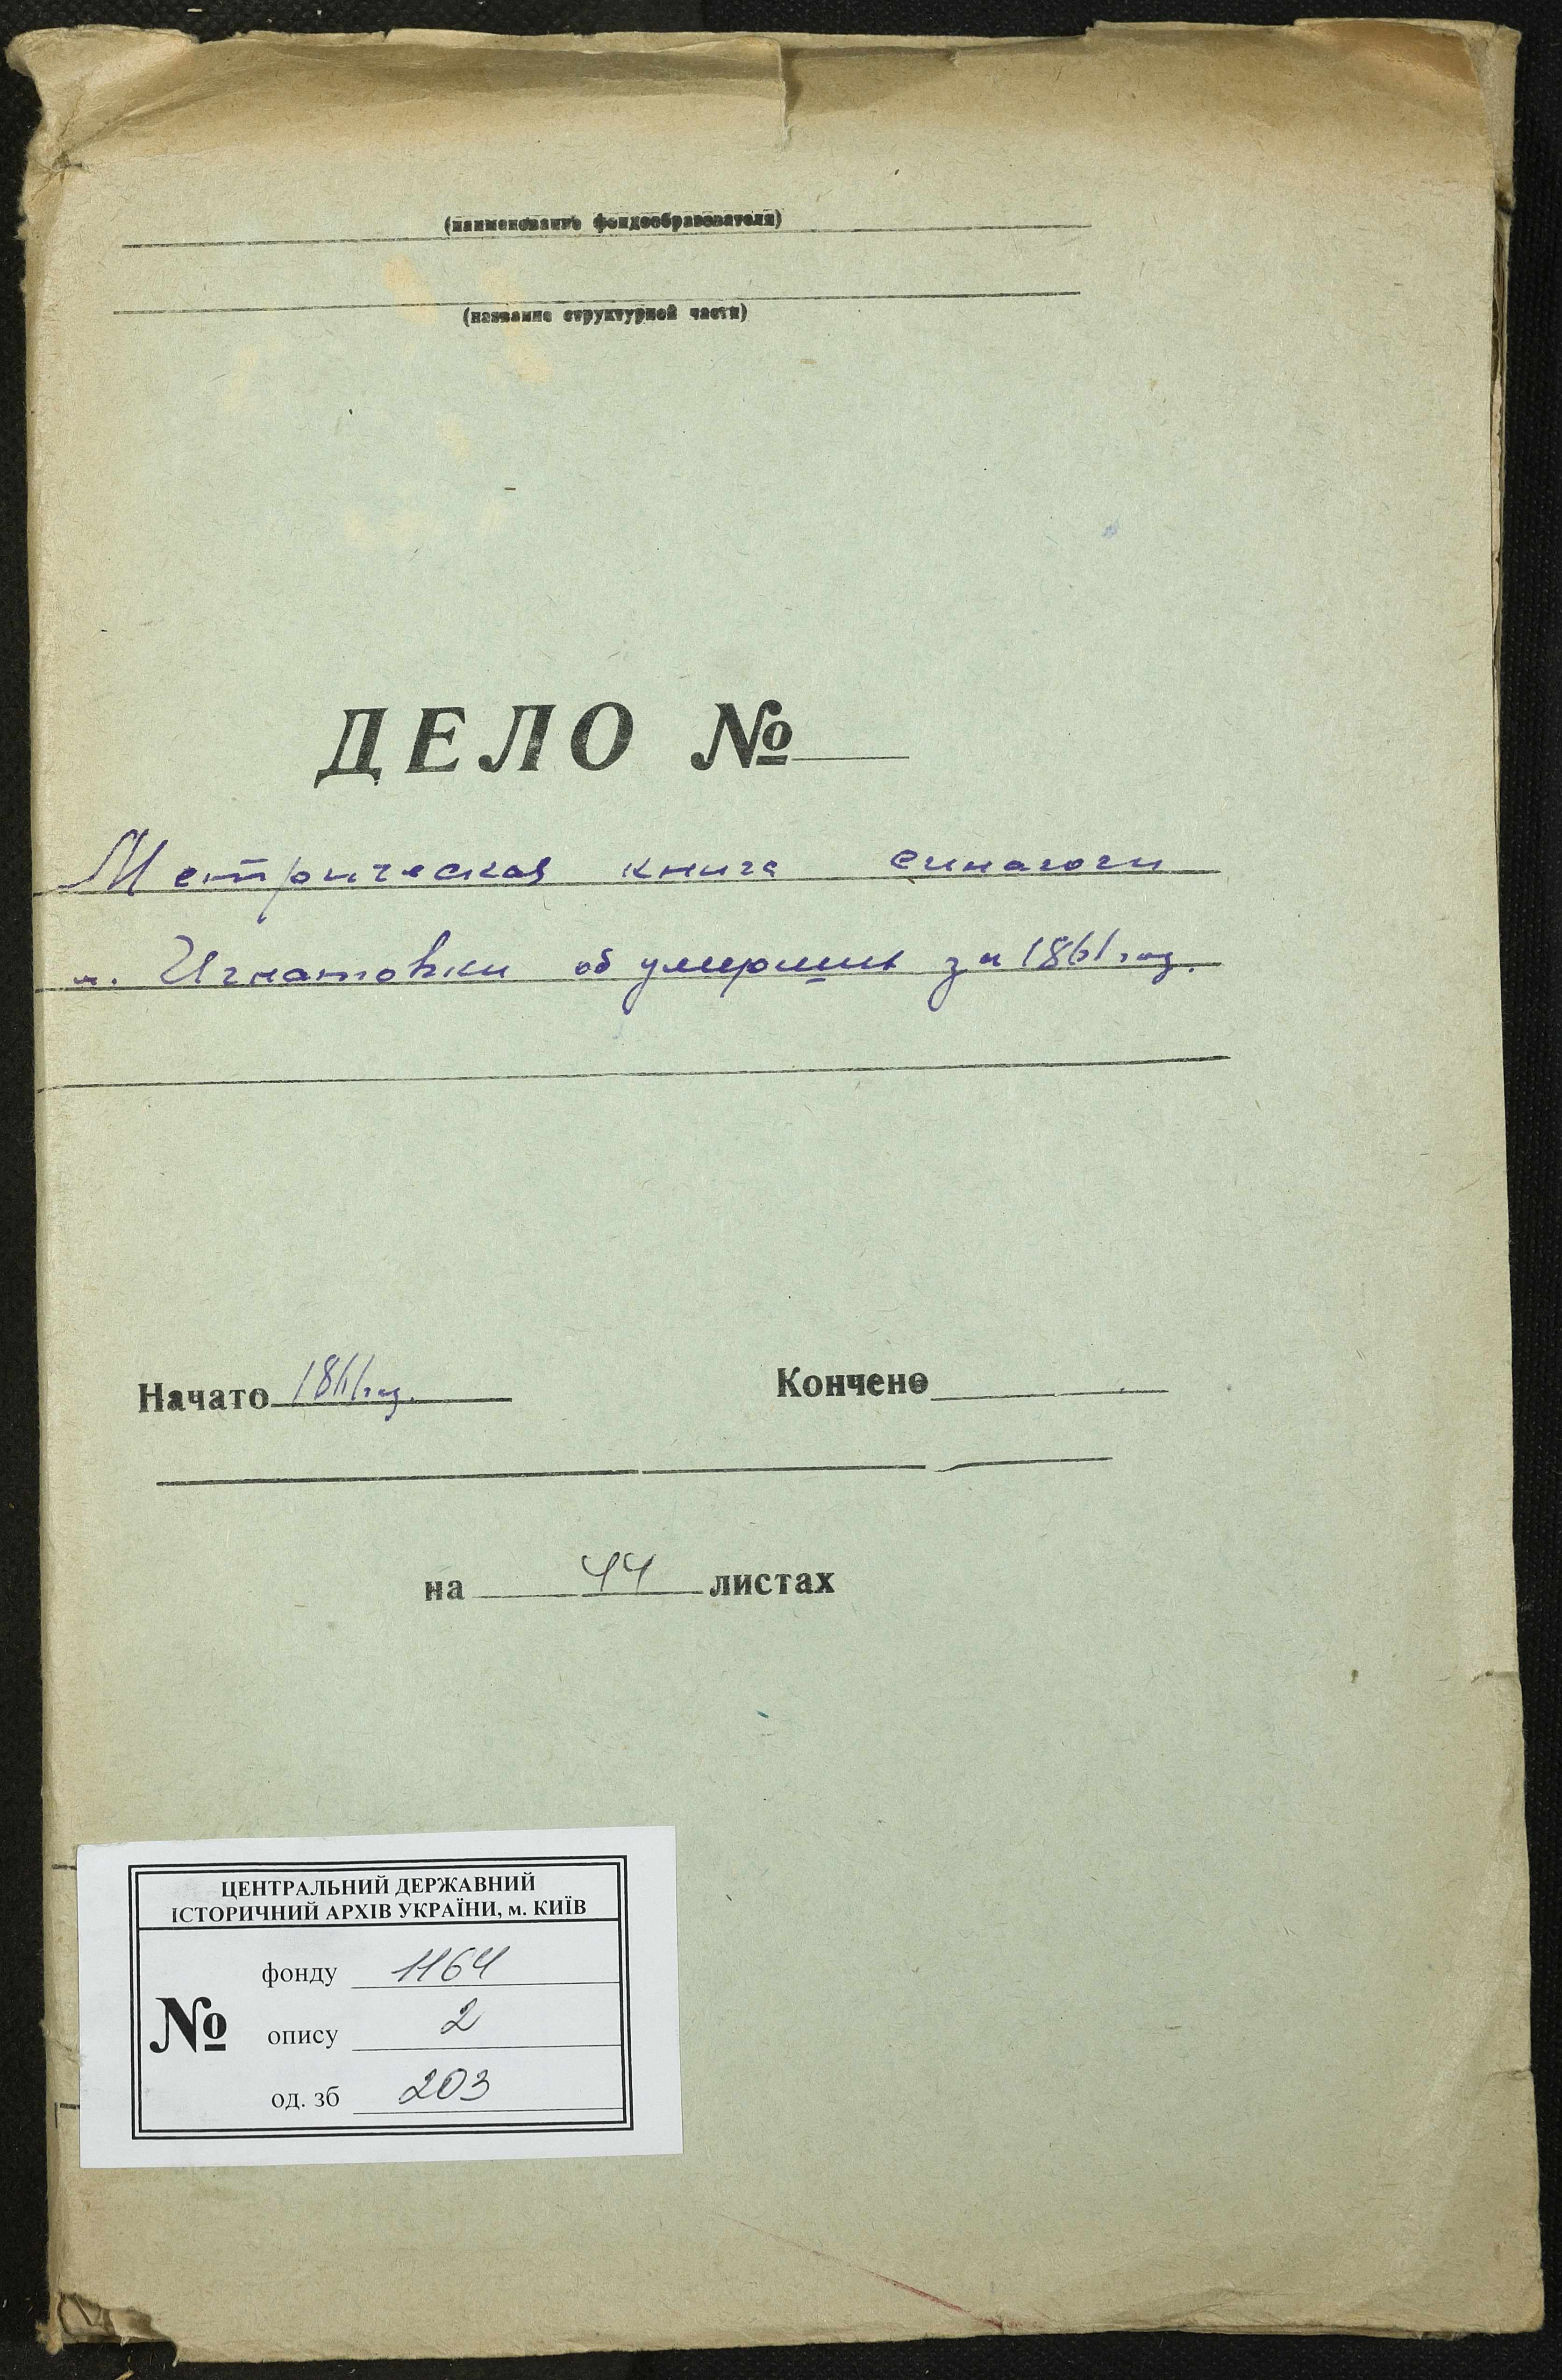 (наименование фондообразователя)
(название структурной части)
ДЕЛО №
Метрическая книга синагоги
м. Игнатовки об умерших за 1861 год.
Начато 1861 год. Кончено
на 44 листах
ЦЕНТРАЛЬНИЙ ДЕРЖАВНИЙ
ІСТОРИЧНИЙ АРХІВ УКРАЇНИ, м. КИЇВ
фонду 1164
№ опису 2
од. зб 203